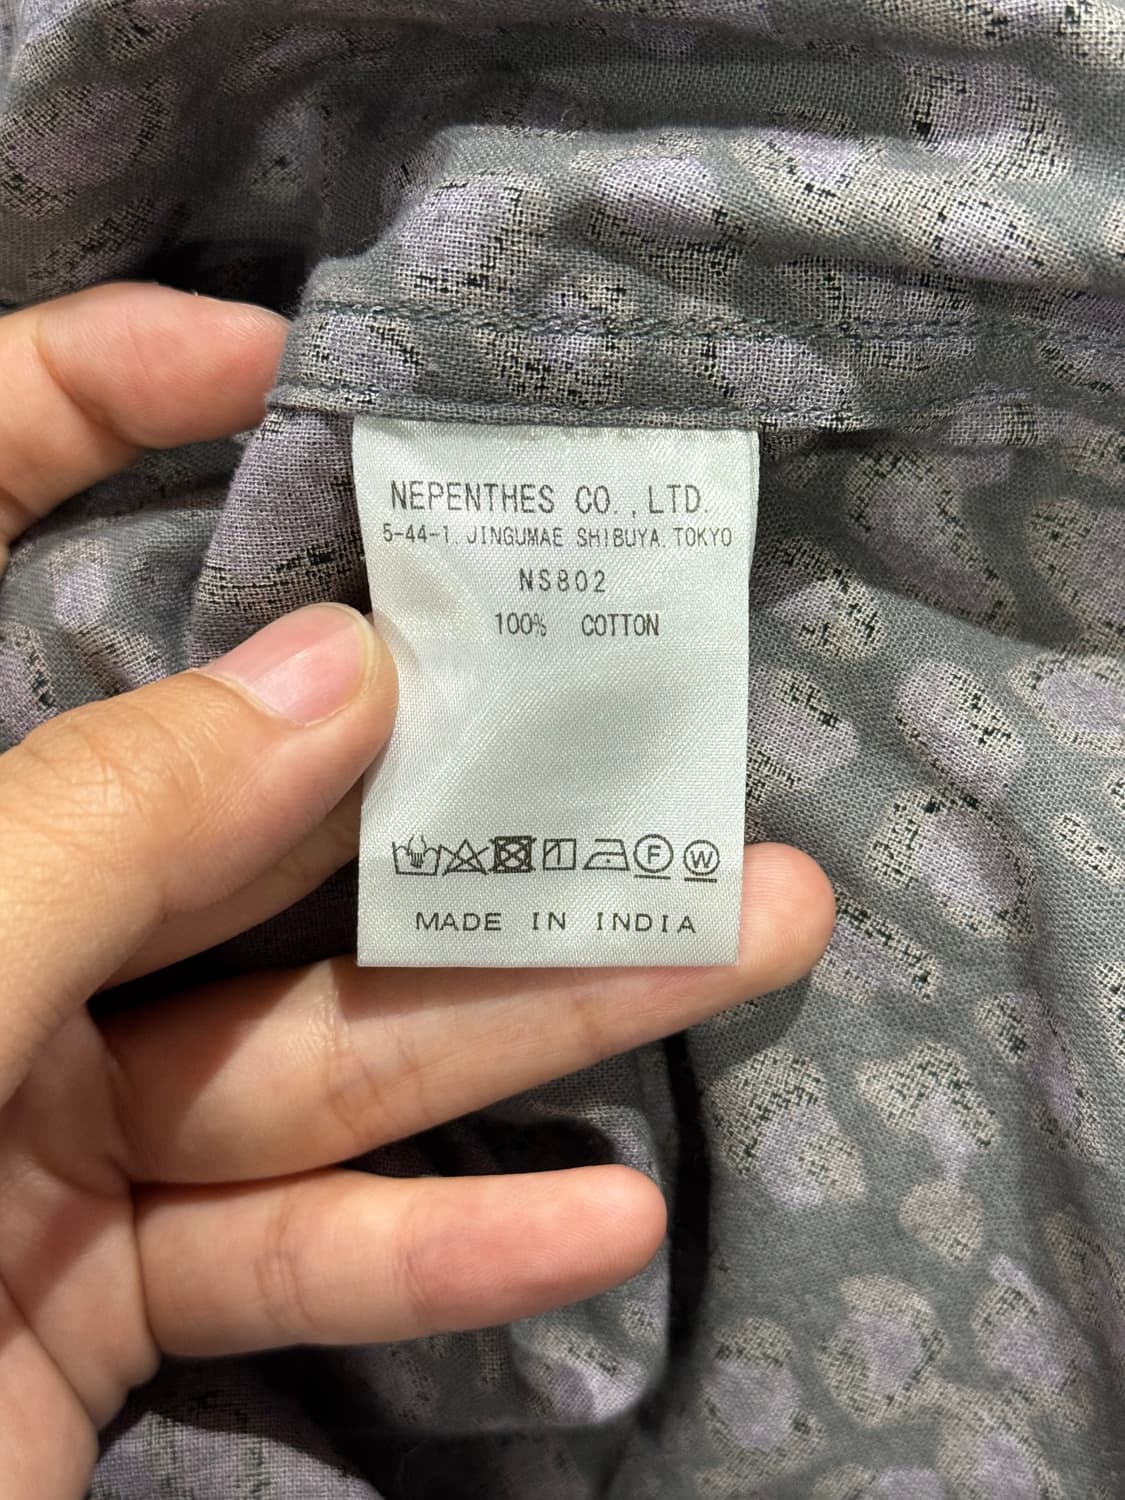 NEPENTHES CO.,LTD.
5-44-1, JINGUMAE SHIBUYA, TOKYO
NS802
100% COTTON
F W
MADE IN INDIA